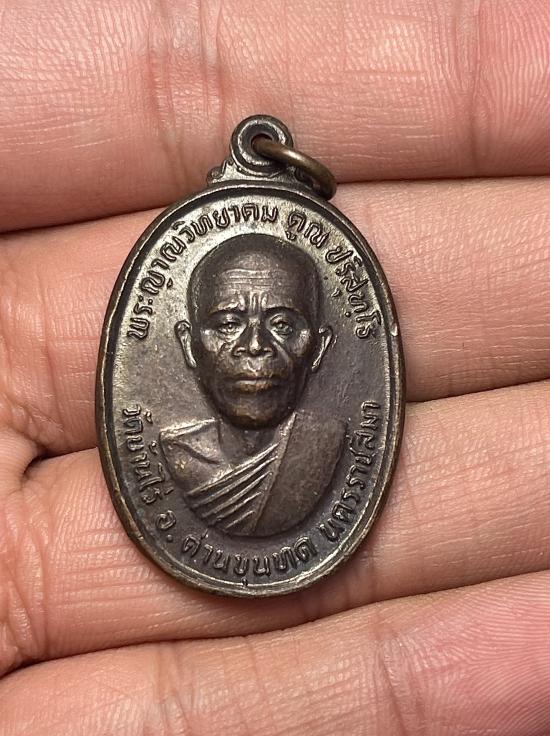 พระญาณวิทยาคม คูณ ปริสุทฺโธ
วัดบ้านไร่ อ. ด่านขุนทด นครราชสีมา